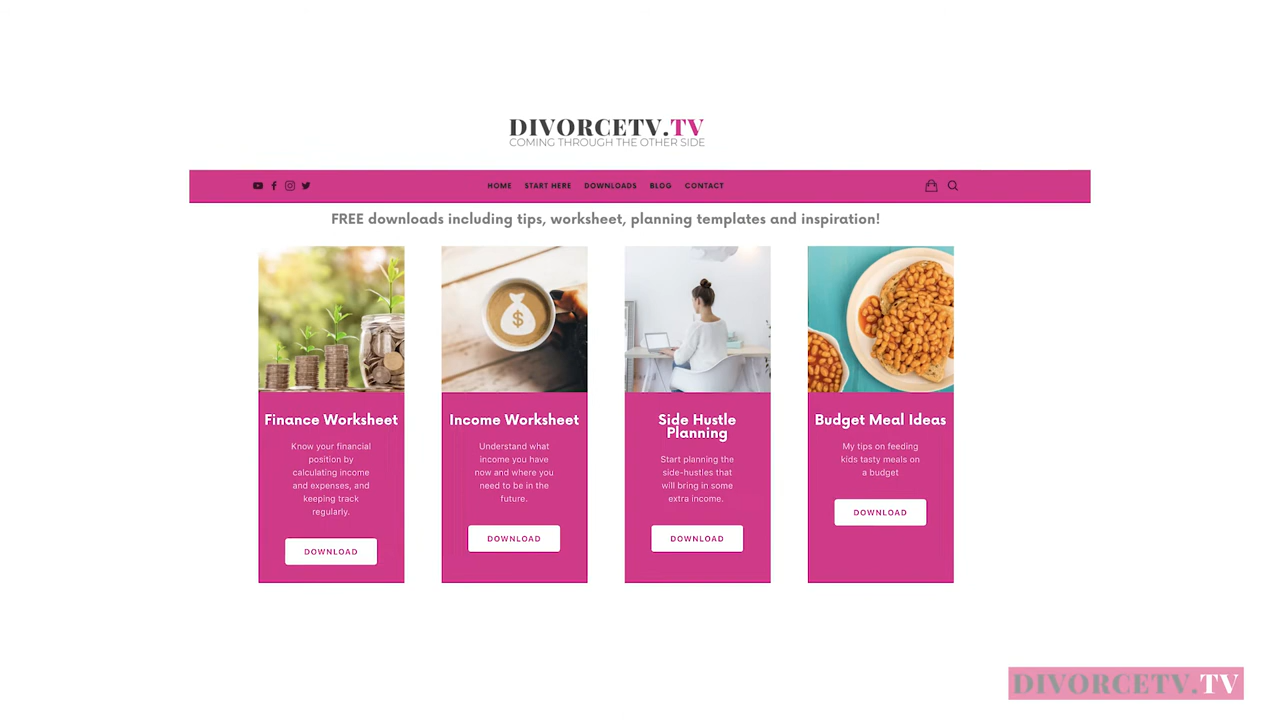 DIVORCETV.TV
COMING THROUGH THE OTHER SIDE
HOME START HERE DOWNLOADS BLOG CONTACT
FREE downloads including tips, worksheet, planning templates and inspiration!
Finance Worksheet
Know your financial
position by
calculating income
and expenses, and
keeping track
regularly.
DOWNLOAD
$
Income Worksheet
Understand what
income you have
now and where you
need to be in the
future.
DOWNLOAD
Side Hustle
Planning
Start planning the
side-hustles that
will bring in some
extra income.
DOWNLOAD
Budget Meal Ideas
My tips on feeding
kids tasty meals on
a budget
DOWNLOAD
DIVORCETV.TV